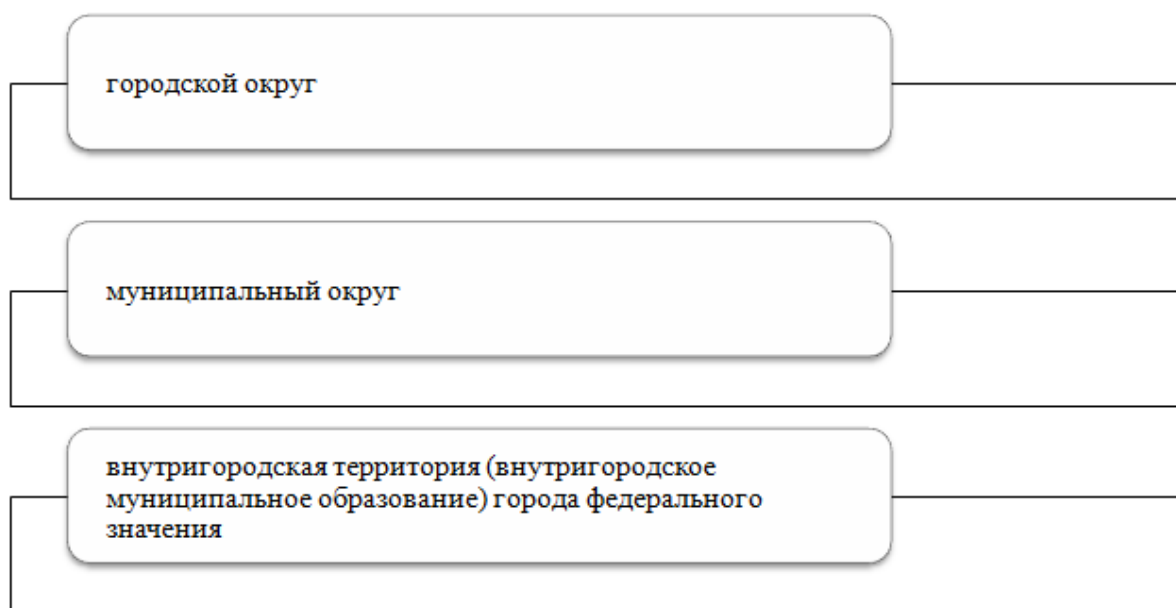 городской округ
муниципальный округ
внутригородская территория (внутригородское
муниципальное образование) города федерального
значения